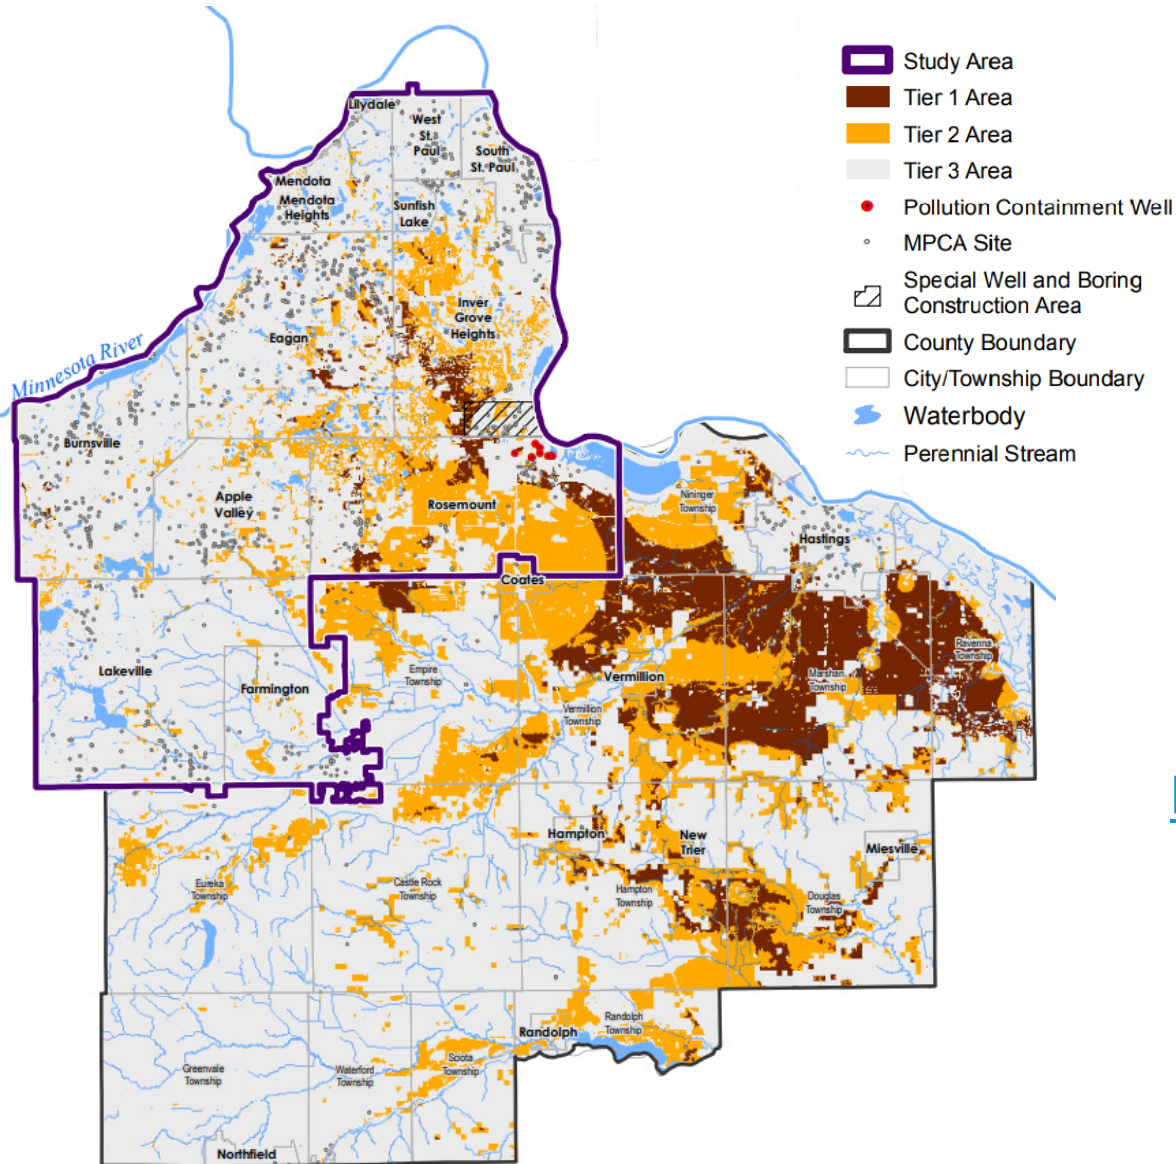 Study Area
Tier 1 Area
Tier 2 Area
Tier 3 Area
Pollution Containment Well
MPCA Site
Special Well and Boring
Construction Area
County Boundary
City/Township Boundary
Waterbody
Perennial Stream
Lilydale
West
St.
Paul
South
St. Paul
Mendota
Mendota
Heights
Sunfish
Lake
Inver
Grove
Heights
Eagan
Minnesota River
Burnsville
Apple
Valley
Rosemount
Nininger
Township
Hastings
Coates
Lakeville
Farmington
Empire
Township
Vermillion
Marshan
Township
Ravenna
Township
Vermillion
Township
Hampton
New
Trier
Miesville
Eureka
Township
Castle Rock
Township
Hampton
Township
Douglas
Township
Randolph
Randolph
Township
Greenvale
Township
Waterford
Township
Sciota
Township
Northfield